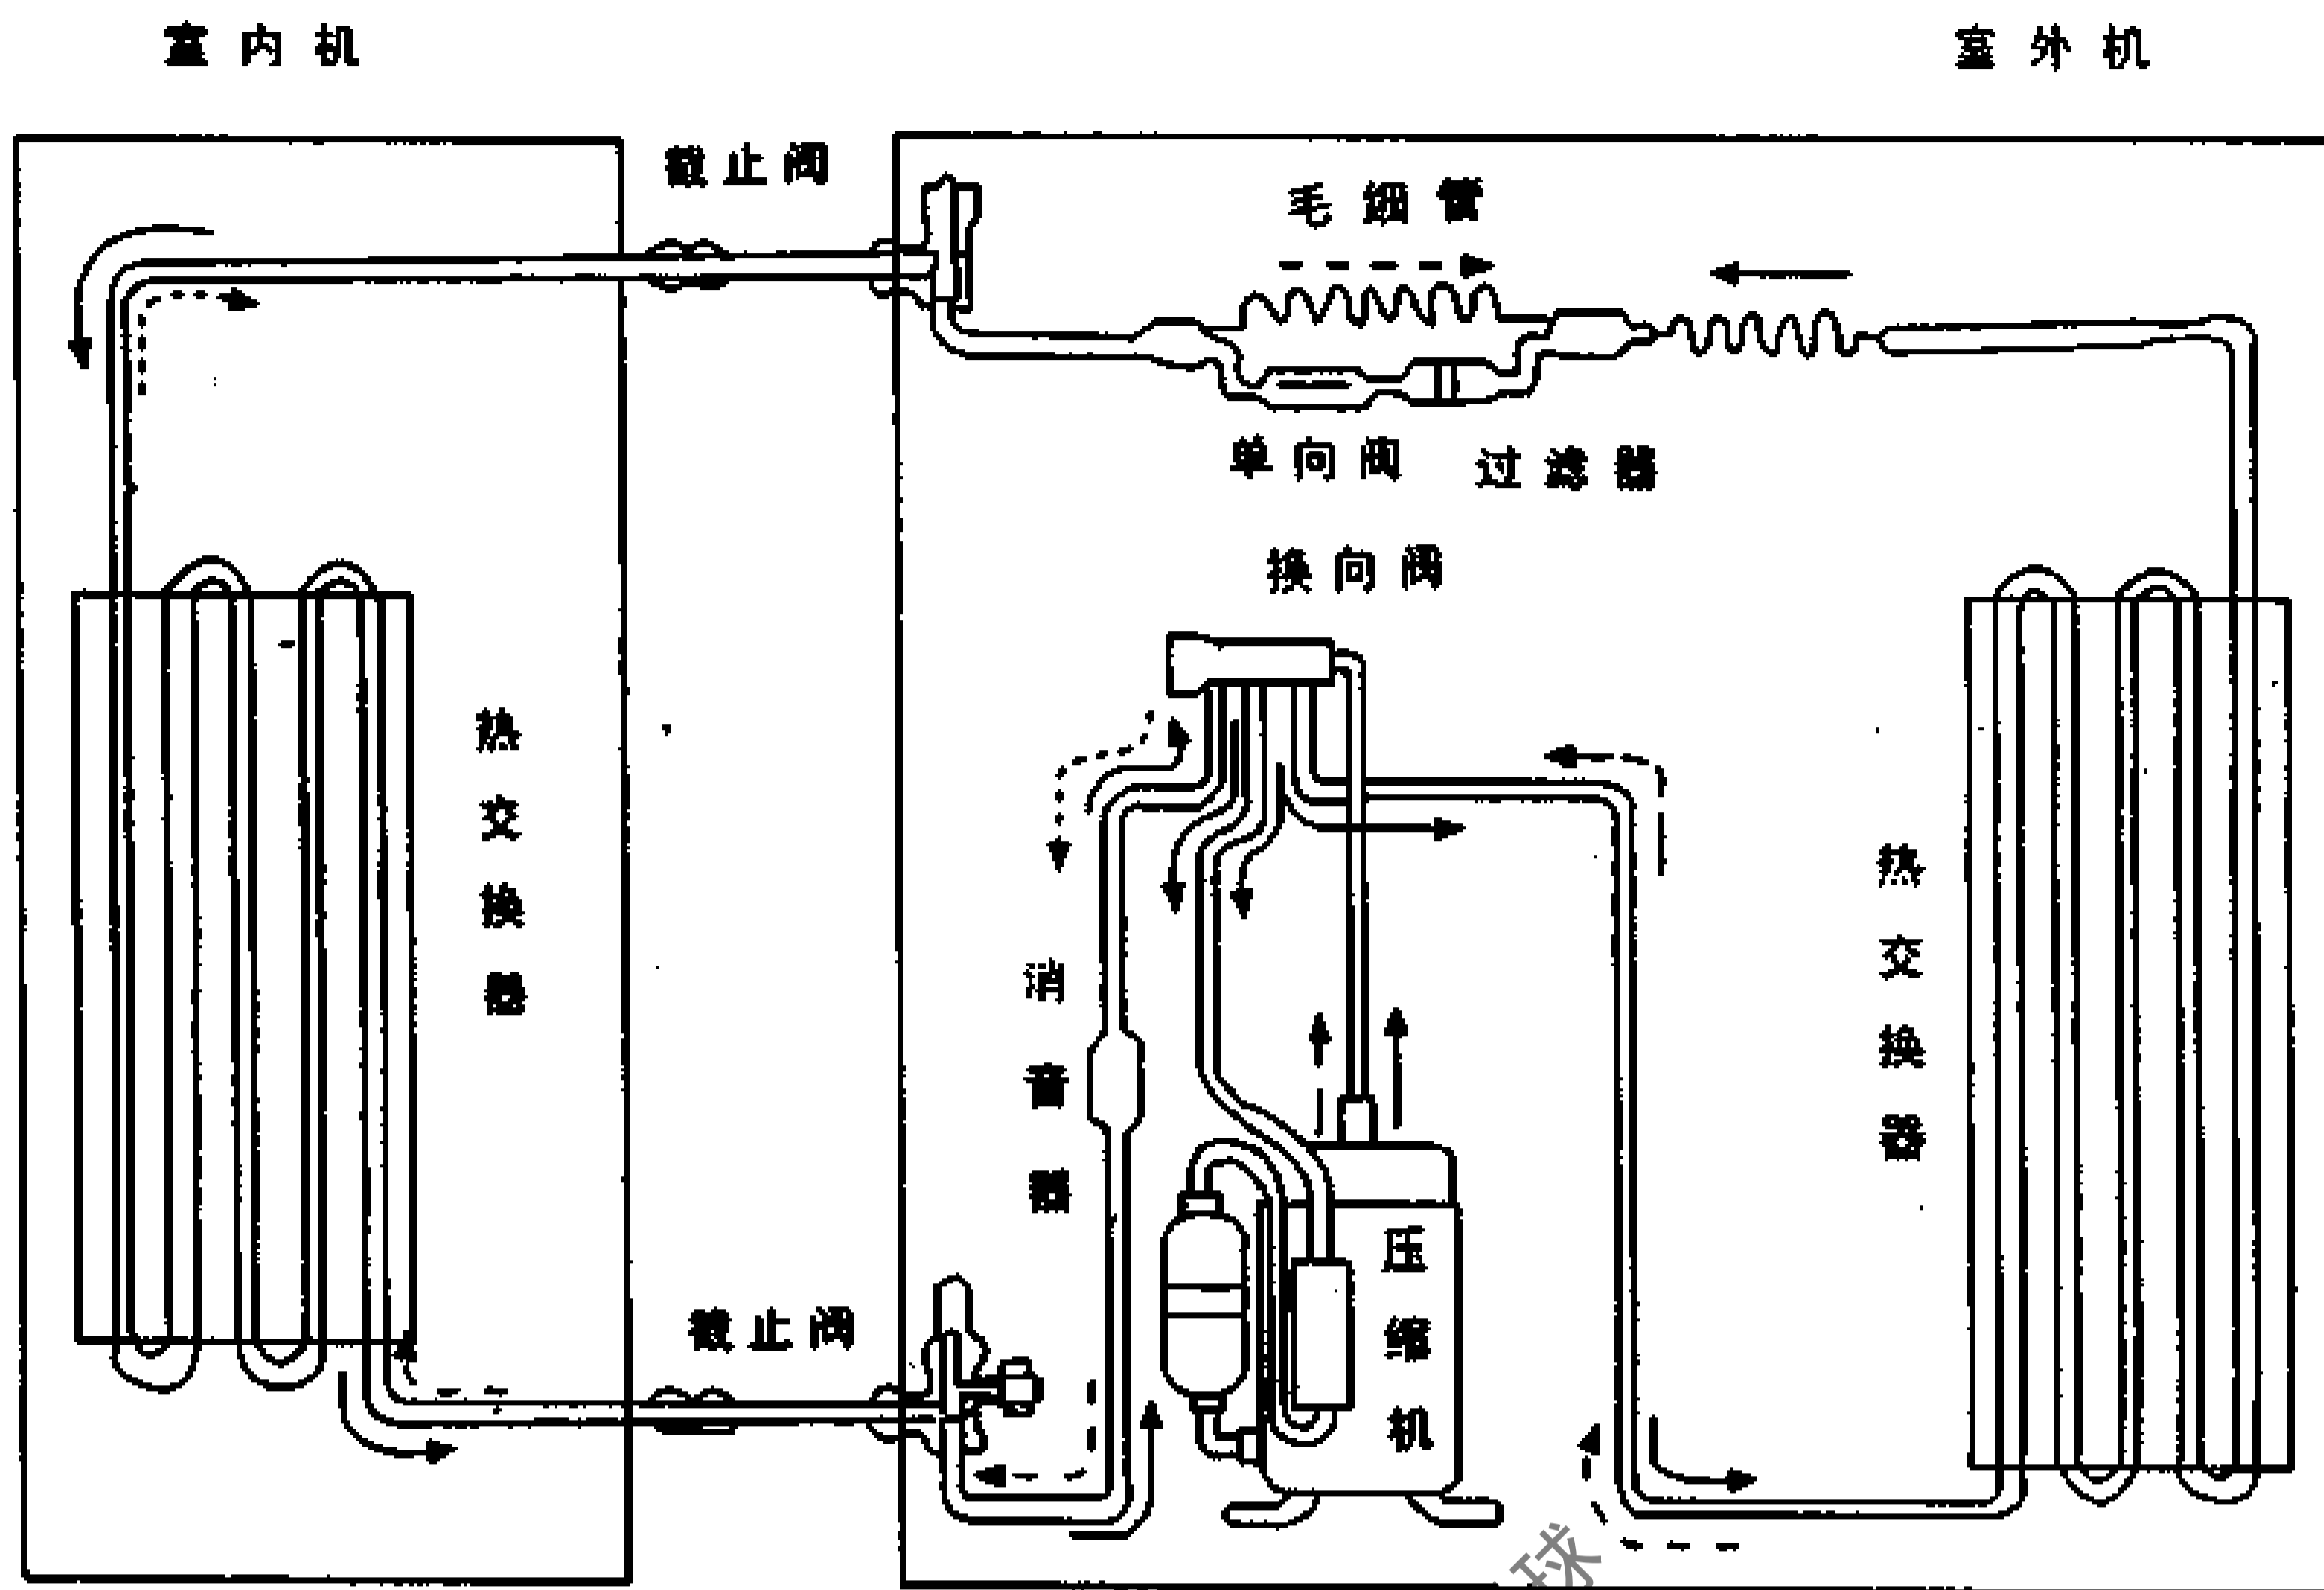 室内机
室外机
截止阀
毛细管
单向阀
过滤器
换向阀
热交换器
消音器
热交换器
压缩机
截止阀
球